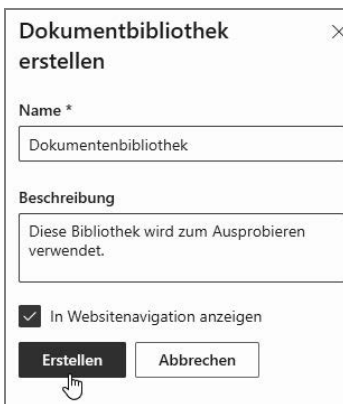 Dokumentbibliothek
erstellen
Name *
Dokumentenbibliothek
Beschreibung
Diese Bibliothek wird zum Ausprobieren
verwendet.
In Websitenavigation anzeigen
Erstellen Abbrechen